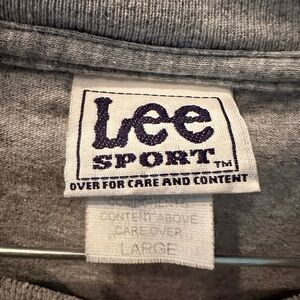 Lee
SPORT™
OVER FOR CARE AND CONTENT
CONTENT ABOVE
CARE OVER
LARGE